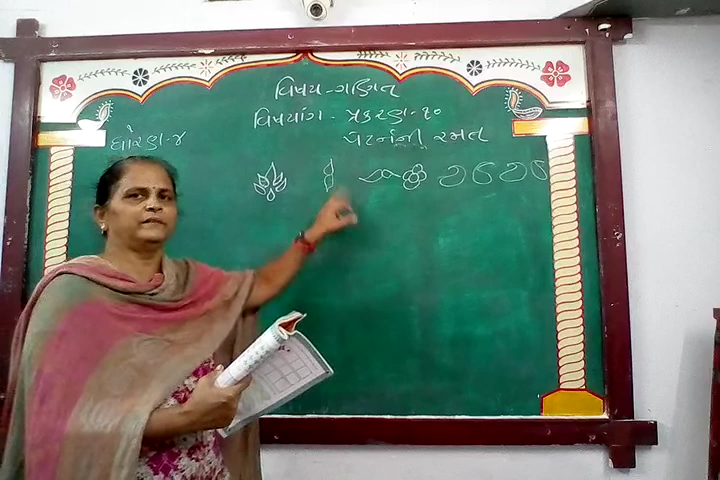 વિષય - ગણિત
વિષયાંગ - પ્રકરણ - ૧૦
ધોરણ - ૪
પેટર્નની રમત